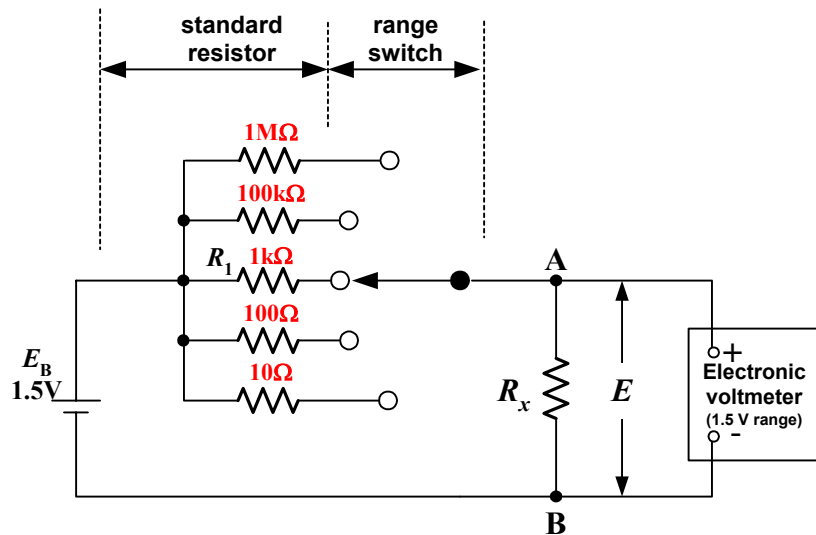 standard
resistor
range
switch
1MΩ
100kΩ
R1
1kΩ
100Ω
10Ω
EB
1.5V
A
Rx
E
B
+
Electronic
voltmeter
(1.5 V range)
-